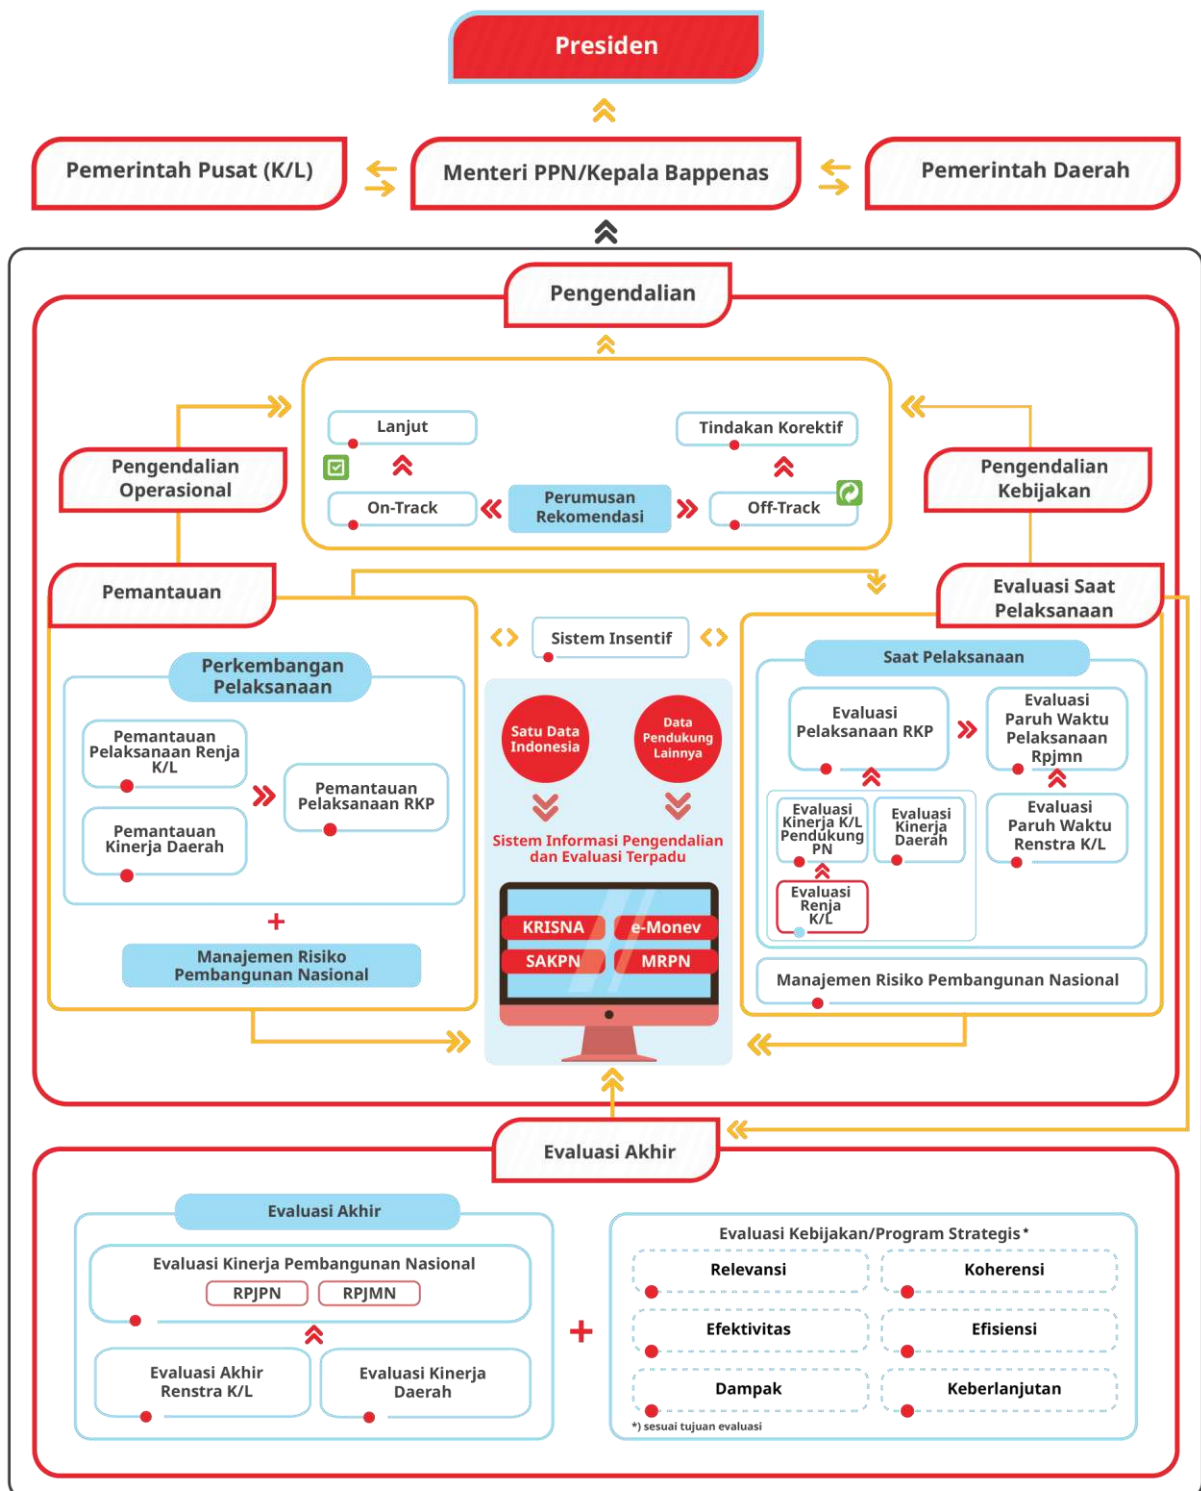 Presiden
Pemerintah Pusat (K/L)
Menteri PPN/Kepala Bappenas
Pemerintah Daerah
Pengendalian
Lanjut
Tindakan Korektif
Pengendalian
Operasional
Pengendalian
Kebijakan
On-Track
Perumusan
Rekomendasi
Off-Track
Pemantauan
Evaluasi Saat
Pelaksanaan
Sistem Insentif
Perkembangan
Pelaksanaan
Pemantauan
Pelaksanaan Renja
K/L
Pemantauan
Kinerja Daerah
Pemantauan
Pelaksanaan RKP
+
Manajemen Risiko
Pembangunan Nasional
Satu Data
Indonesia
Data
Pendukung
Lainnya
Sistem Informasi Pengendalian
dan Evaluasi Terpadu
KRISNA
e-Monev
SAKPN
MRPN
Saat Pelaksanaan
Evaluasi
Pelaksanaan RKP
Evaluasi
Paruh Waktu
Pelaksanaan
Rpjmn
Evaluasi
Kinerja K/L
Pendukung
PN
Evaluasi
Kinerja
Daerah
Evaluasi
Paruh Waktu
Renstra K/L
Evaluasi
Renja
K/L
Manajemen Risiko Pembangunan Nasional
Evaluasi Akhir
Evaluasi Akhir
Evaluasi Kinerja Pembangunan Nasional
RPJPN
RPJMN
Evaluasi Akhir
Renstra K/L
Evaluasi Kinerja
Daerah
+
Evaluasi Kebijakan/Program Strategis*
Relevansi
Koherensi
Efektivitas
Efisiensi
Dampak
Keberlanjutan
*) sesuai tujuan evaluasi